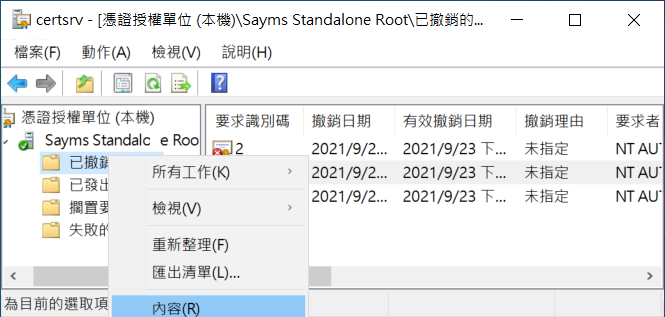 certsrv - [憑證授權單位 (本機)\Sayms Standalone Root\已撤銷的...
檔案(F) 動作(A) 檢視(V) 說明(H)
憑證授權單位 (本機)
Sayms Standalone Roo
已撤銷
已發出
擱置要
失敗的
要求識別碼 撤銷日期 有效撤銷日期 撤銷理由 要求者
2 2021/9/2... 2021/9/23 下... 未指定 NT AU
2021/9/2... 2021/9/23 下... 未指定 NT AU
2021/9/2... 2021/9/23 下... 未指定 NT AU
所有工作(K)
檢視(V)
重新整理(F)
匯出清單(L)...
內容(R)
為目前的選取項